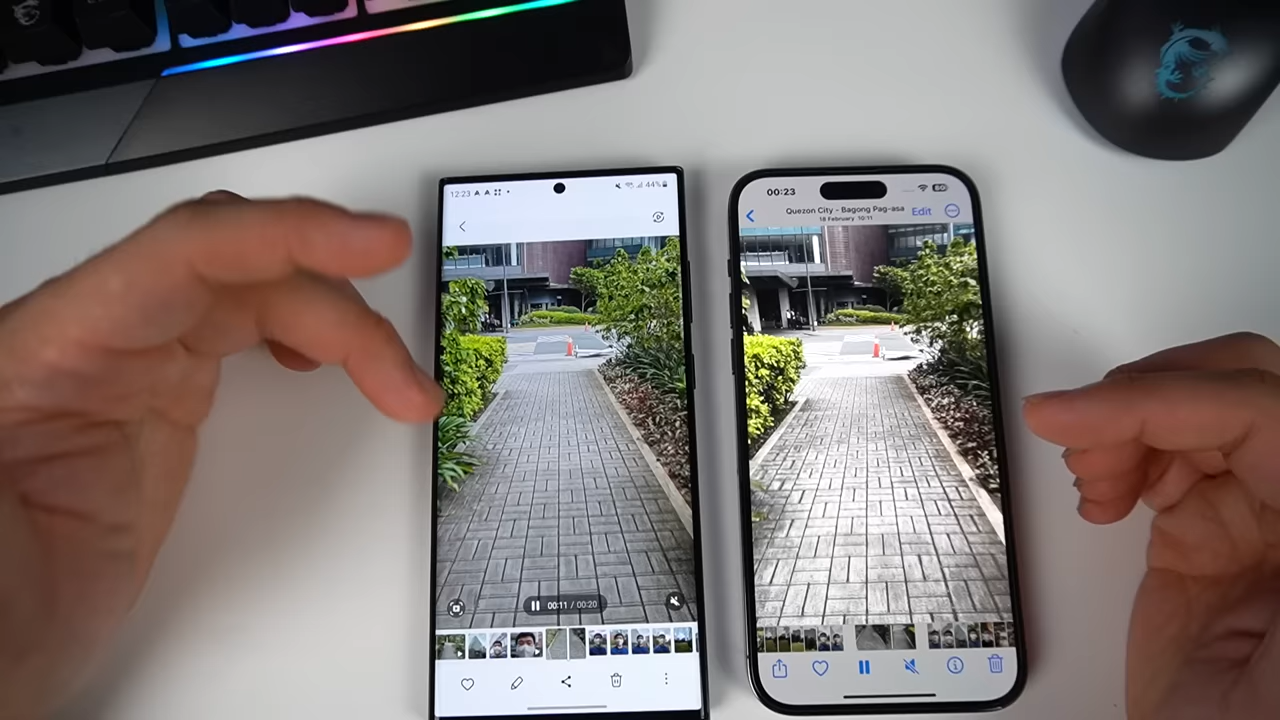 12:23
44%
00:11 / 00:20
00:23
60
Quezon City - Bagong Pag-asa
18 February 10:11
Edit